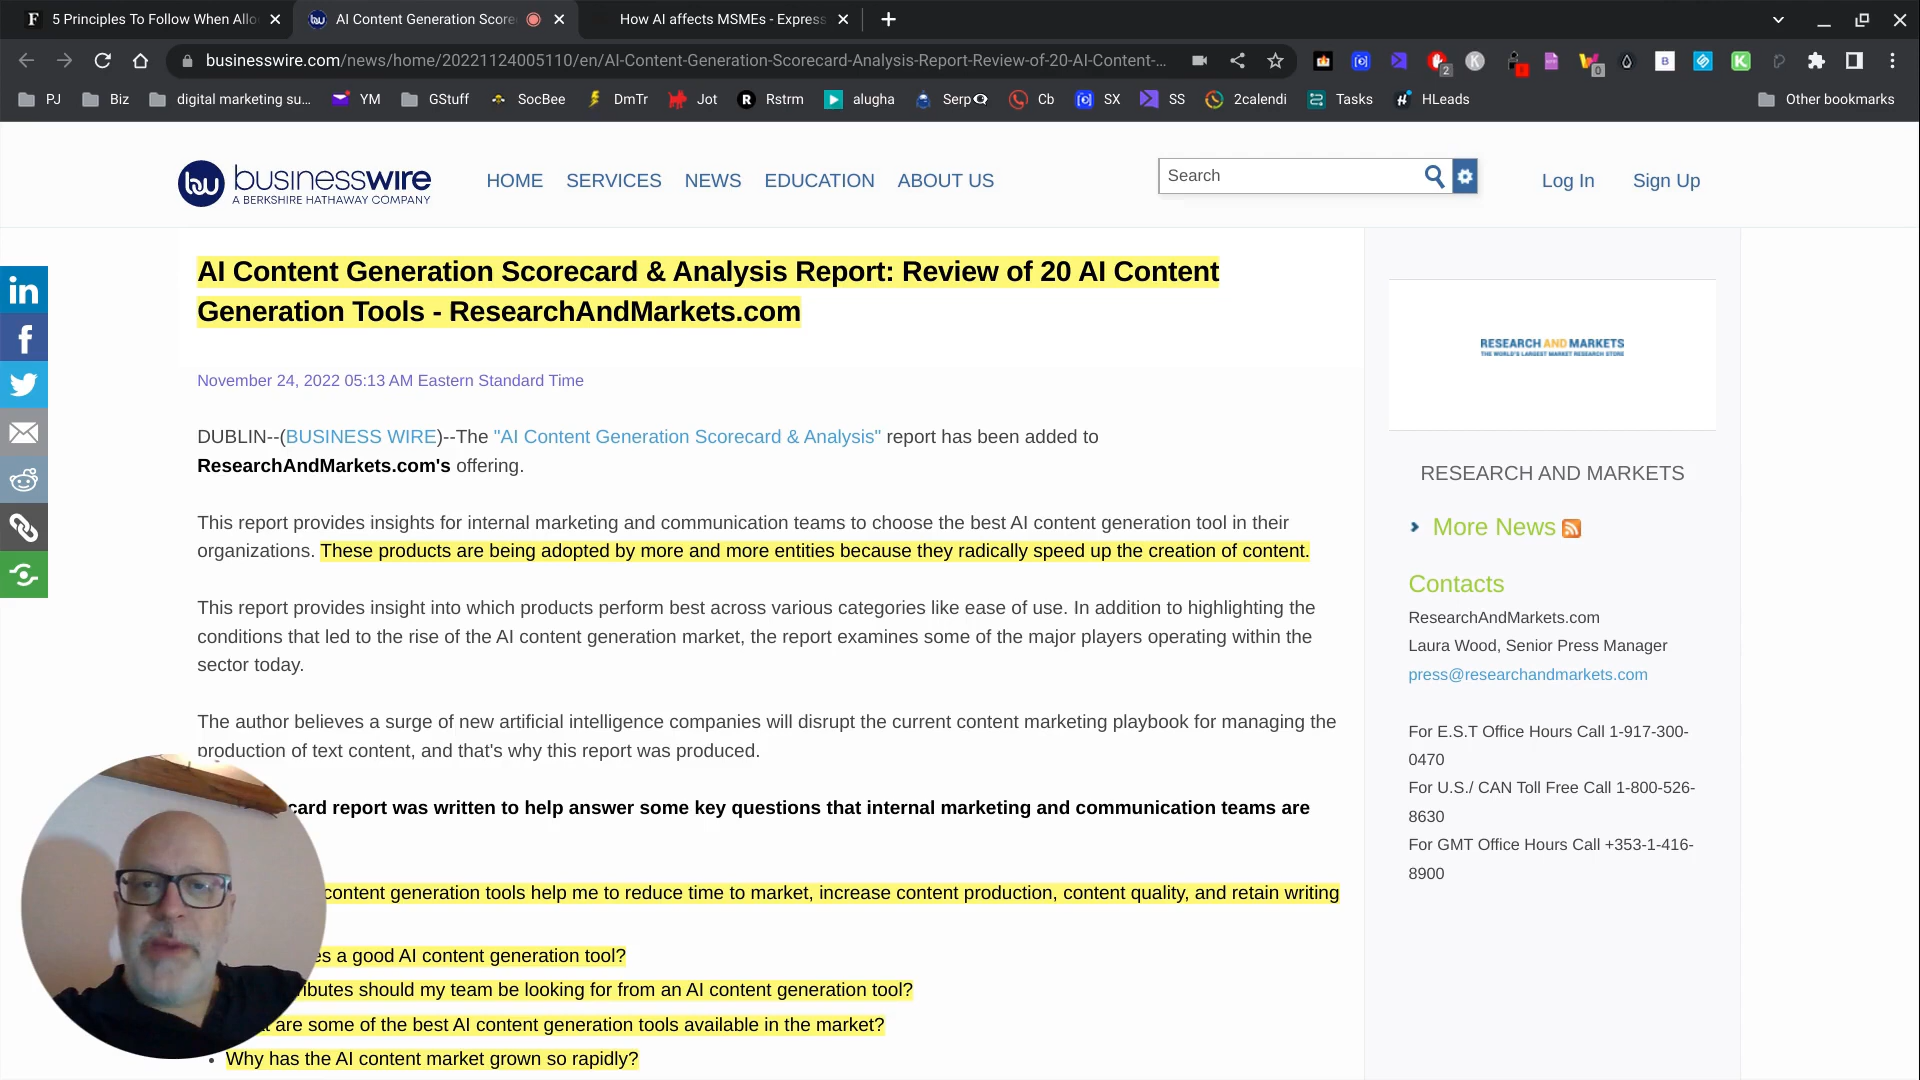 5 Principles To Follow When Allo
AI Content Generation Score
How AI affects MSMEs - Express
businesswire.com/news/home/20221124005110/en/AI-Content-Generation-Scorecard-Analysis-Report-Review-of-20-AI-Content-...
PJ
Biz
digital marketing su...
YM
GStuff
SocBee
DmTr
Jot
Rstrm
alugha
Serp
Cb
SX
SS
2calendi
Tasks
HLeads
Other bookmarks
businesswire
A BERKSHIRE HATHAWAY COMPANY
HOME
SERVICES
NEWS
EDUCATION
ABOUT US
Search
Log In
Sign Up
AI Content Generation Scorecard & Analysis Report: Review of 20 AI Content
Generation Tools - ResearchAndMarkets.com
November 24, 2022 05:13 AM Eastern Standard Time
DUBLIN--(BUSINESS WIRE)--The "AI Content Generation Scorecard & Analysis" report has been added to
ResearchAndMarkets.com's offering.
This report provides insights for internal marketing and communication teams to choose the best AI content generation tool in their
organizations. These products are being adopted by more and more entities because they radically speed up the creation of content.
This report provides insight into which products perform best across various categories like ease of use. In addition to highlighting the
conditions that led to the rise of the AI content generation market, the report examines some of the major players operating within the
sector today.
The author believes a surge of new artificial intelligence companies will disrupt the current content marketing playbook for managing the
production of text content, and that's why this report was produced.
card report was written to help answer some key questions that internal marketing and communication teams are
content generation tools help me to reduce time to market, increase content production, content quality, and retain writing
es a good AI content generation tool?
ributes should my team be looking for from an AI content generation tool?
are some of the best AI content generation tools available in the market?
• Why has the AI content market grown so rapidly?
RESEARCH AND MARKETS
THE WORLD'S LARGEST MARKET RESEARCH STORE
RESEARCH AND MARKETS
More News
Contacts
ResearchAndMarkets.com
Laura Wood, Senior Press Manager
press@researchandmarkets.com
For E.S.T Office Hours Call 1-917-300-
0470
For U.S./ CAN Toll Free Call 1-800-526-
8630
For GMT Office Hours Call +353-1-416-
8900